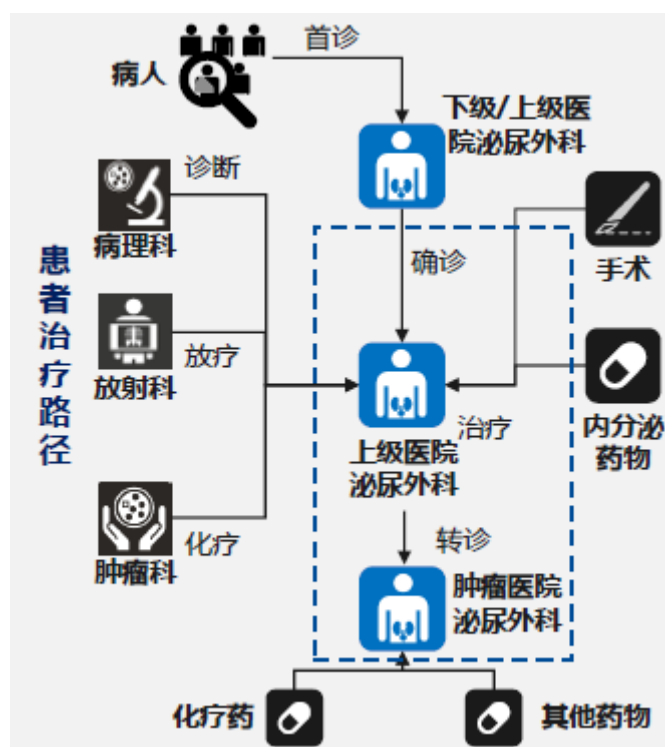 首诊
病人
下级/上级医
院泌尿外科
诊断
病理科
确诊
手术
患者治疗路径
放疗
放射科
治疗
内分泌
药物
上级医院
泌尿外科
化疗
肿瘤科
转诊
肿瘤医院
泌尿外科
化疗药
其他药物